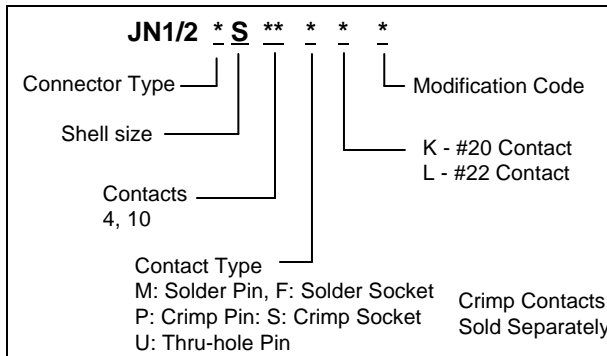 JN1/2 * S ** * * *
Connector Type
Modification Code
Shell size
K - #20 Contact
L - #22 Contact
Contacts
4, 10
Contact Type
M: Solder Pin, F: Solder Socket
P: Crimp Pin: S: Crimp Socket
U: Thru-hole Pin
Crimp Contacts
Sold Separately